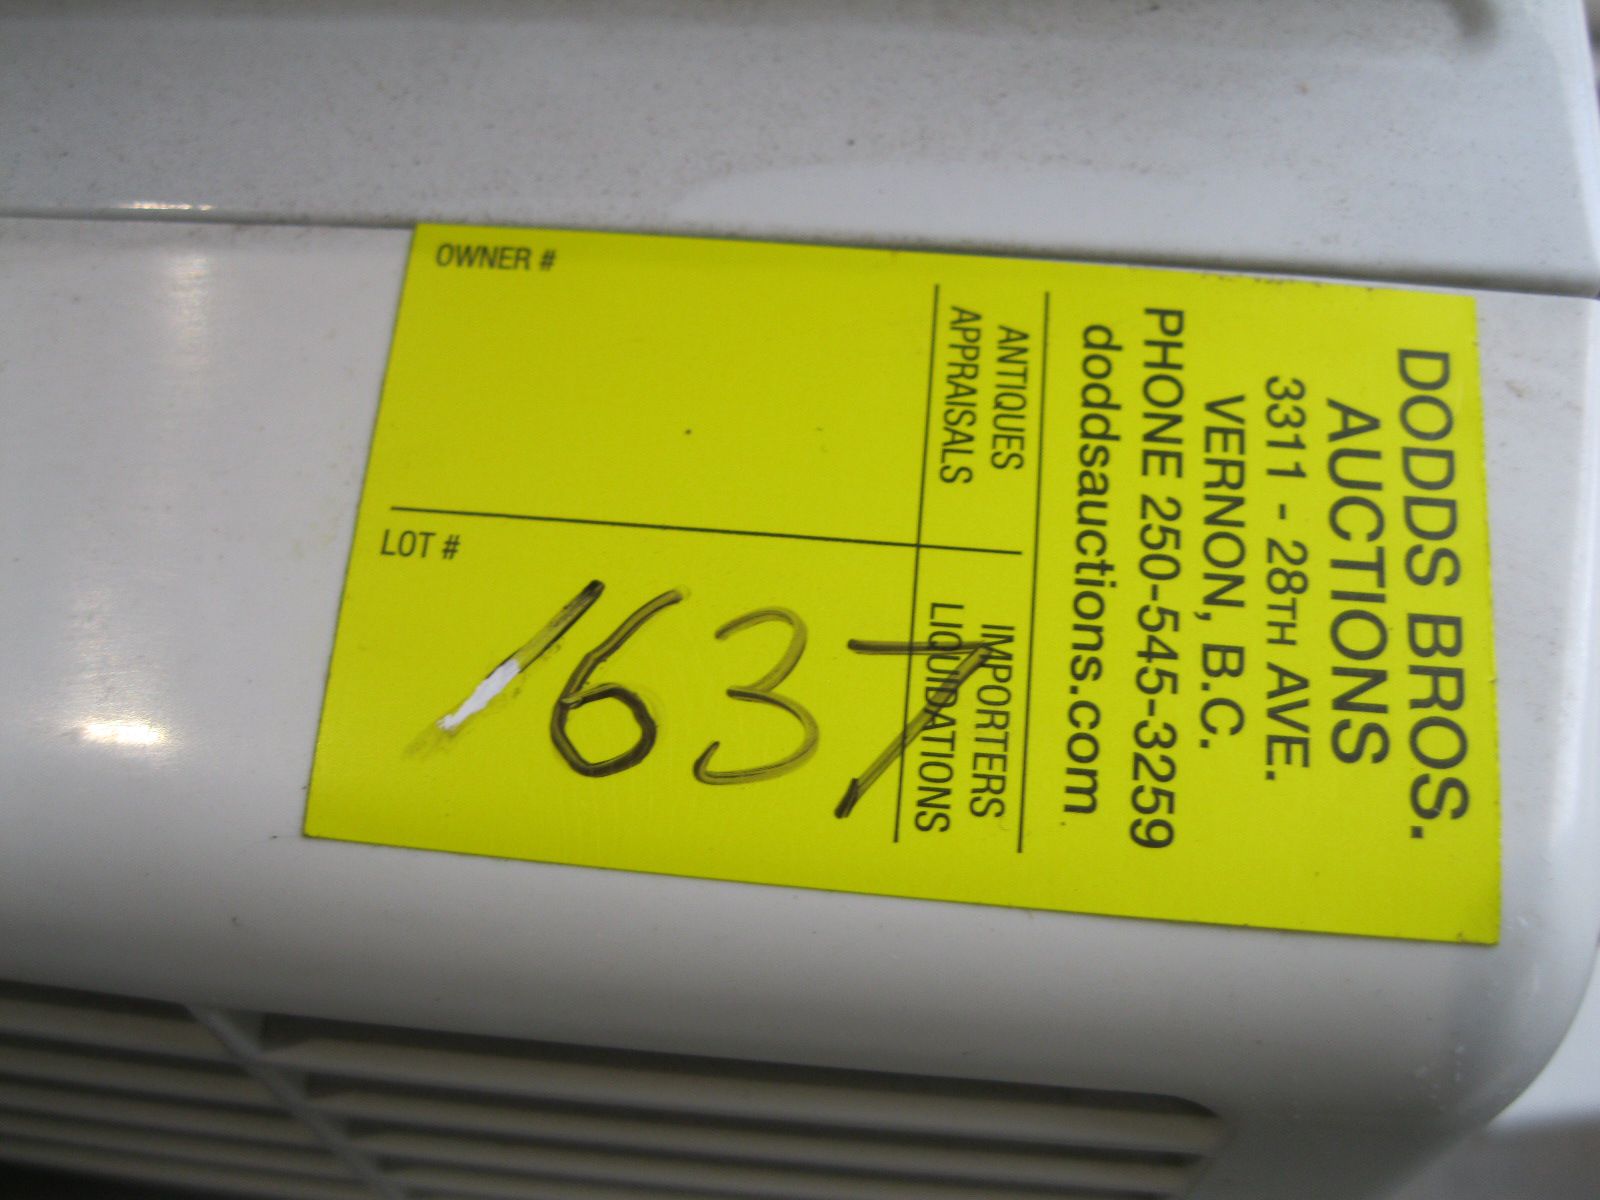 DODDS BROS.
AUCTIONS
3311 - 28TH AVE.
VERNON, B.C.
PHONE 250-545-3259
doddsauctions.com
ANTIQUES IMPORTERS
APPRAISALS LIQUIDATIONS
OWNER #
LOT #
1637